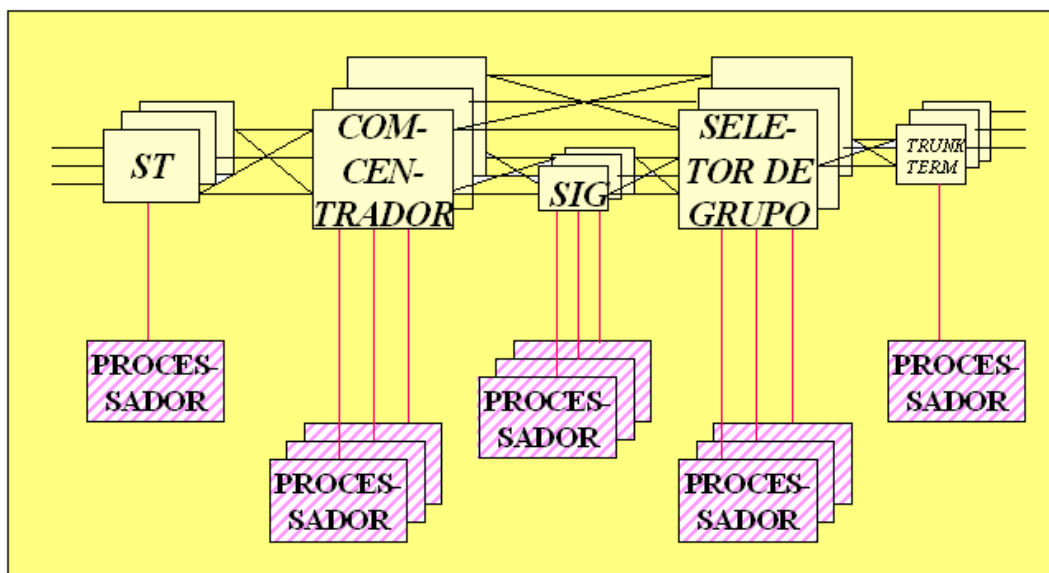 ST
COM-
CEN-
TRADOR
SIG
SELE-
TOR DE
GRUPO
TRUNK
TERM
PROCES-
SADOR
PROCES-
SADOR
PROCES-
SADOR
PROCES-
SADOR
PROCES-
SADOR